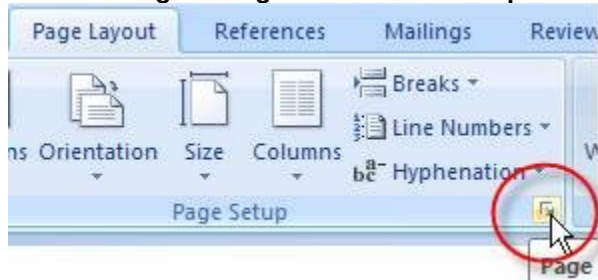 Page Layout References Mailings Review
Breaks
Line Numbers
ns Orientation Size Columns
Hyphenation
Page Setup
Page